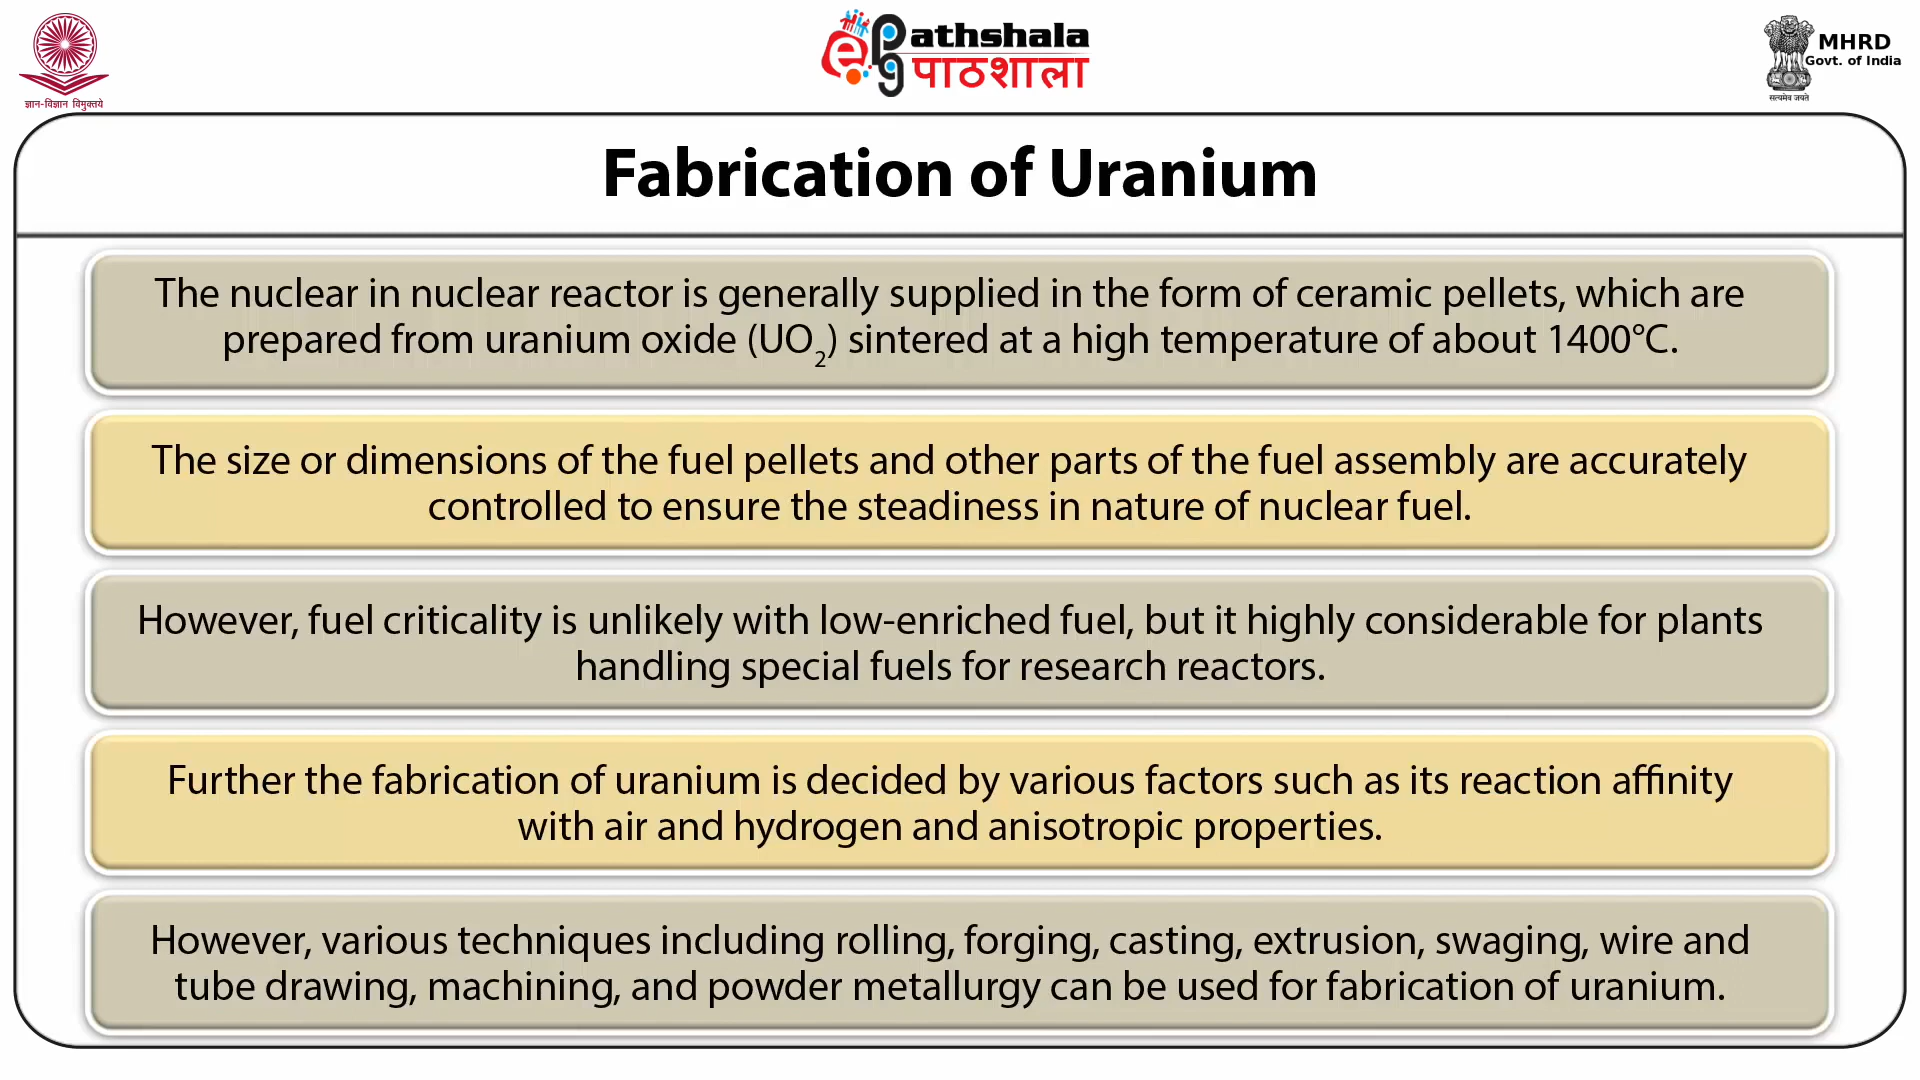 ज्ञान-विज्ञान विमुक्तये
ePathshala
पाठशाला
MHRD
Govt. of India
सत्यमेव जयते
Fabrication of Uranium
The nuclear in nuclear reactor is generally supplied in the form of ceramic pellets, which are
prepared from uranium oxide (UO₂) sintered at a high temperature of about 1400°C.
The size or dimensions of the fuel pellets and other parts of the fuel assembly are accurately
controlled to ensure the steadiness in nature of nuclear fuel.
However, fuel criticality is unlikely with low-enriched fuel, but it highly considerable for plants
handling special fuels for research reactors.
Further the fabrication of uranium is decided by various factors such as its reaction affinity
with air and hydrogen and anisotropic properties.
However, various techniques including rolling, forging, casting, extrusion, swaging, wire and
tube drawing, machining, and powder metallurgy can be used for fabrication of uranium.